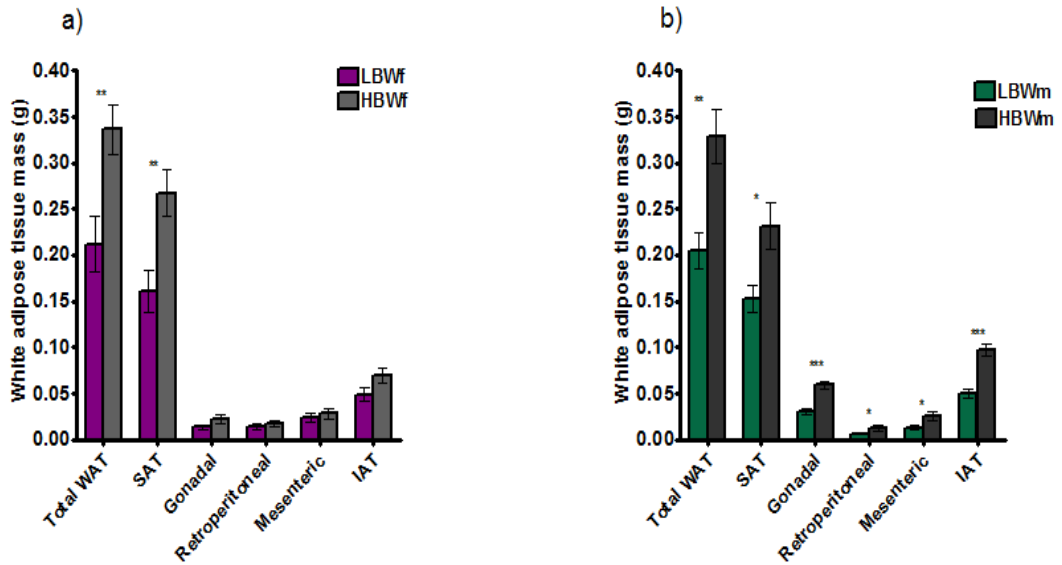 a)
LBWf
HBWf
White adipose tissue mass (g)
0.40
0.35
0.30
0.25
0.20
0.15
0.10
0.05
0.00
**
**
Total WAT
SAT
Gonadal
Retroperitoneal
Mesenteric
IAT
b)
LBWm
HBWm
White adipose tissue mass (g)
0.40
0.35
0.30
0.25
0.20
0.15
0.10
0.05
0.00
**
*
***
*
*
***
Total WAT
SAT
Gonadal
Retroperitoneal
Mesenteric
IAT